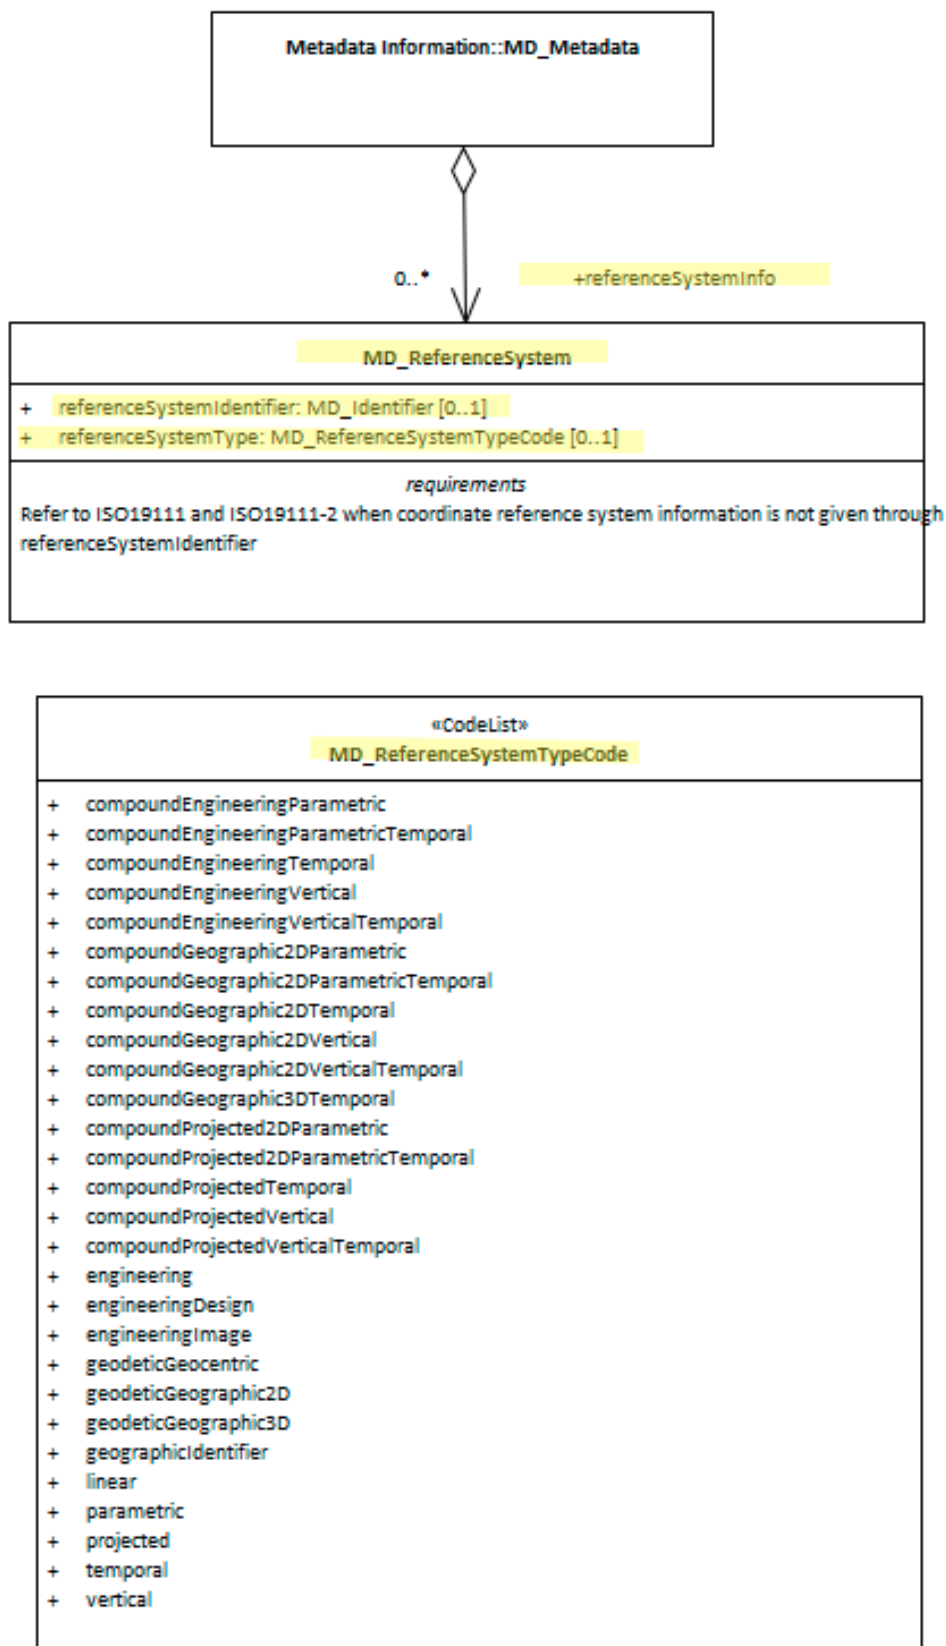 Metadata Information::MD_Metadata
0..*
+referenceSystemInfo
MD_ReferenceSystem
+ referenceSystemIdentifier: MD_Identifier [0..1]
+ referenceSystemType: MD_ReferenceSystemTypeCode [0..1]
requirements
Refer to ISO19111 and ISO19111-2 when coordinate reference system information is not given through
referenceSystemIdentifier
«CodeList»
MD_ReferenceSystemTypeCode
+ compoundEngineeringParametric
+ compoundEngineeringParametricTemporal
+ compoundEngineeringTemporal
+ compoundEngineeringVertical
+ compoundEngineeringVerticalTemporal
+ compoundGeographic2DParametric
+ compoundGeographic2DParametricTemporal
+ compoundGeographic2DTemporal
+ compoundGeographic2DVertical
+ compoundGeographic2DVerticalTemporal
+ compoundGeographic3DTemporal
+ compoundProjected2DParametric
+ compoundProjected2DParametricTemporal
+ compoundProjectedTemporal
+ compoundProjectedVertical
+ compoundProjectedVerticalTemporal
+ engineering
+ engineeringDesign
+ engineeringImage
+ geodeticGeocentric
+ geodeticGeographic2D
+ geodeticGeographic3D
+ geographicIdentifier
+ linear
+ parametric
+ projected
+ temporal
+ vertical